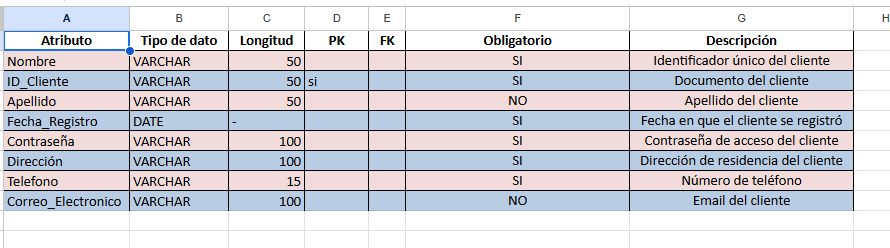 A B C D E F G H
Atributo Tipo de dato Longitud PK FK Obligatorio Descripción
Nombre VARCHAR 50 SI Identificador único del cliente
ID_Cliente VARCHAR 50 si SI Documento del cliente
Apellido VARCHAR 50 NO Apellido del cliente
Fecha_Registro DATE - SI Fecha en que el cliente se registró
Contraseña VARCHAR 100 SI Contraseña de acceso del cliente
Dirección VARCHAR 100 SI Dirección de residencia del cliente
Telefono VARCHAR 15 SI Número de teléfono
Correo_Electronico VARCHAR 100 NO Email del cliente